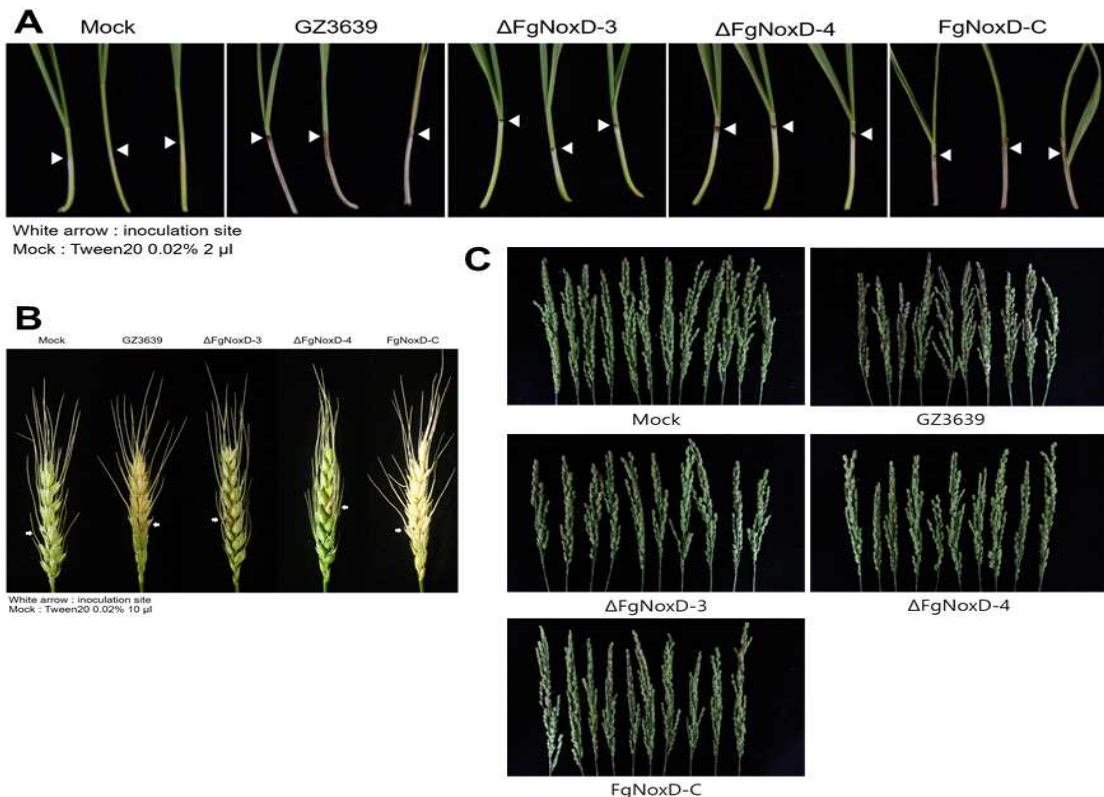 A
Mock GZ3639 ΔFgNoxD-3 ΔFgNoxD-4 FgNoxD-C
White arrow : inoculation site
Mock : Tween20 0.02% 2 µl
B
Mock GZ3639 ΔFgNoxD-3 ΔFgNoxD-4 FgNoxD-C
White arrow : inoculation site
Mock : Tween20 0.02% 10 µl
C
Mock GZ3639
ΔFgNoxD-3 ΔFgNoxD-4
FgNoxD-C